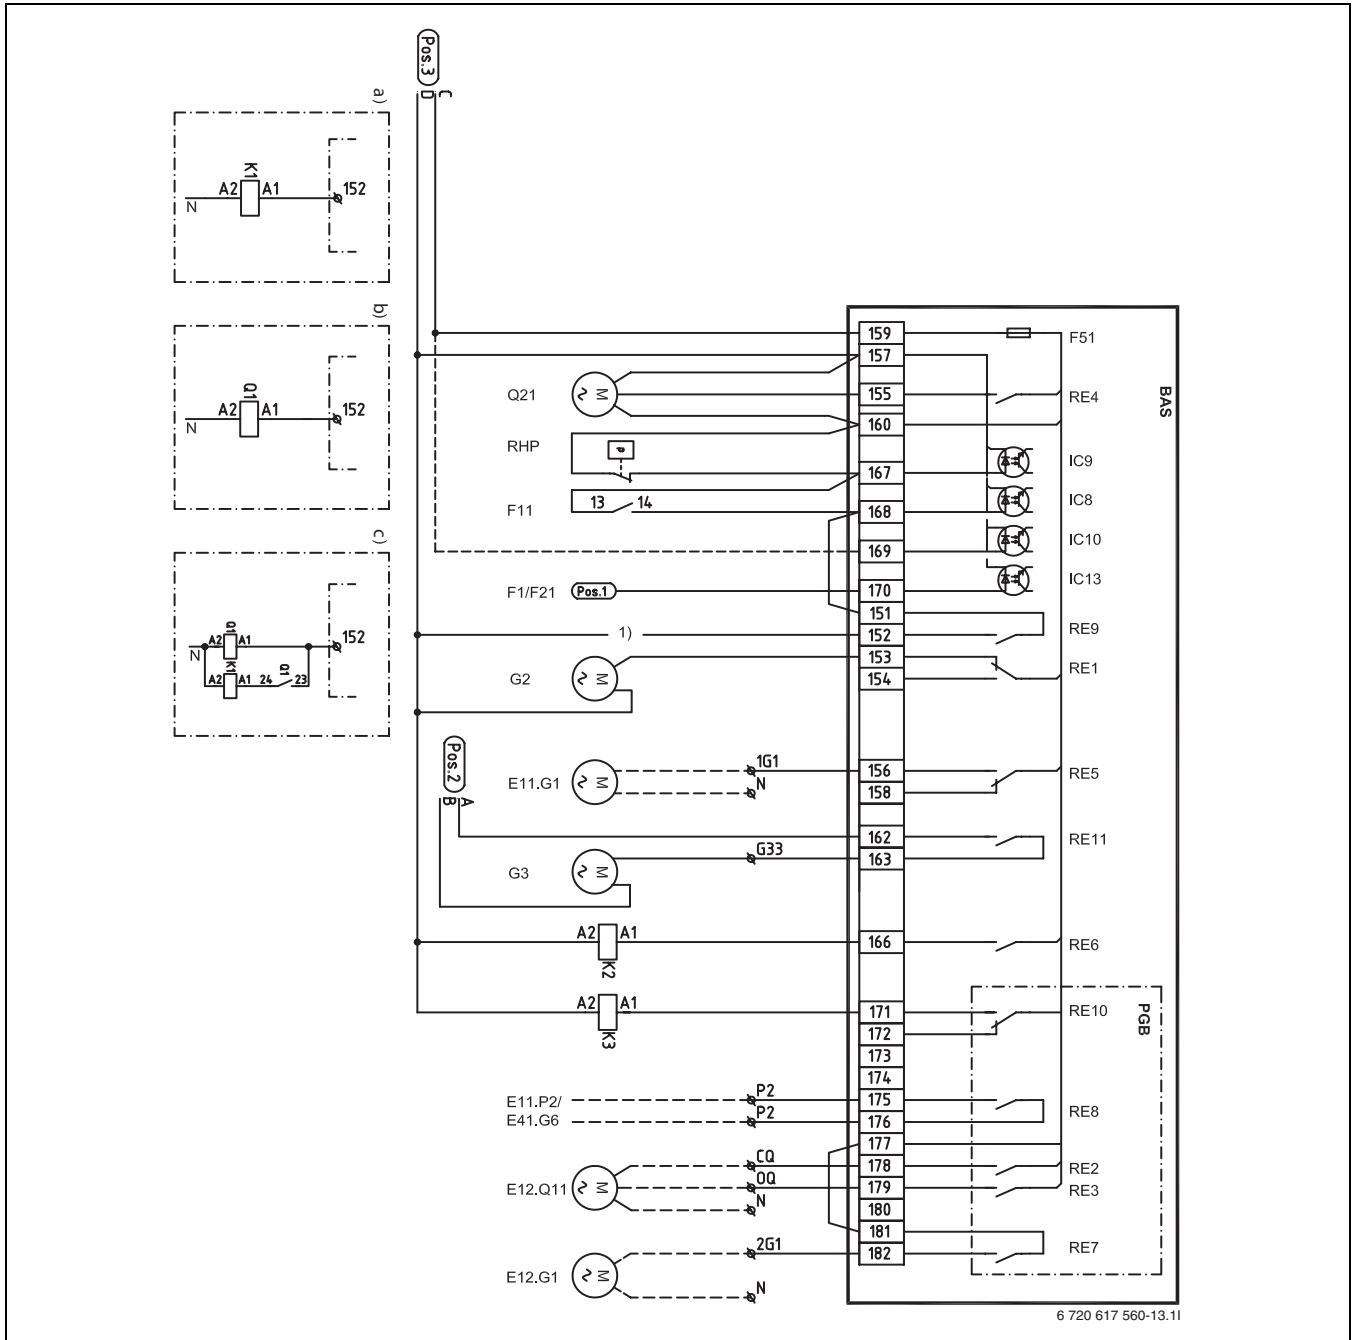 Pos.3
D
C
a)
K1
A2
A1
152
N
b)
Q1
A2
A1
152
N
c)
Q1
A2
A1
152
N
K1
Q1
A2
A1
24
23
BAS
159
F51
157
Q21
M
~
155
RE4
160
RHP
P
IC9
167
IC8
F11
13
14
168
IC10
169
IC13
F1/F21
Pos.1
170
151
1)
152
RE9
153
G2
M
~
RE1
154
Pos.2
B
A
E11.G1
M
~
1G1
156
RE5
N
158
162
RE11
G3
M
~
G33
163
A2
A1
K2
166
RE6
PGB
A2
A1
K3
171
RE10
172
173
174
E11.P2/
E41.G6
P2
175
RE8
P2
176
177
E12.Q11
M
~
CQ
178
RE2
OQ
179
RE3
N
180
181
E12.G1
M
~
2G1
182
RE7
N
6 720 617 560-13.1I